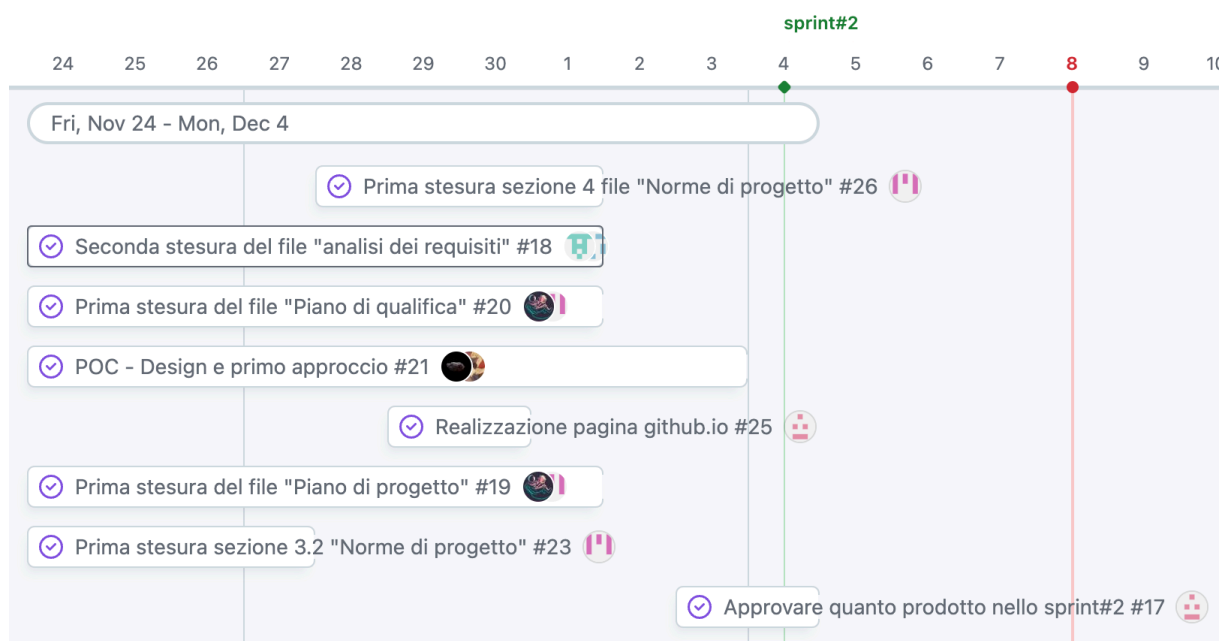 sprint#2
24 25 26 27 28 29 30 1 2 3 4 5 6 7 8 9 10
Fri, Nov 24 - Mon, Dec 4
Prima stesura sezione 4 file "Norme di progetto" #26
Seconda stesura del file "analisi dei requisiti" #18
Prima stesura del file "Piano di qualifica" #20
POC - Design e primo approccio #21
Realizzazione pagina github.io #25
Prima stesura del file "Piano di progetto" #19
Prima stesura sezione 3.2 "Norme di progetto" #23
Approvare quanto prodotto nello sprint#2 #17